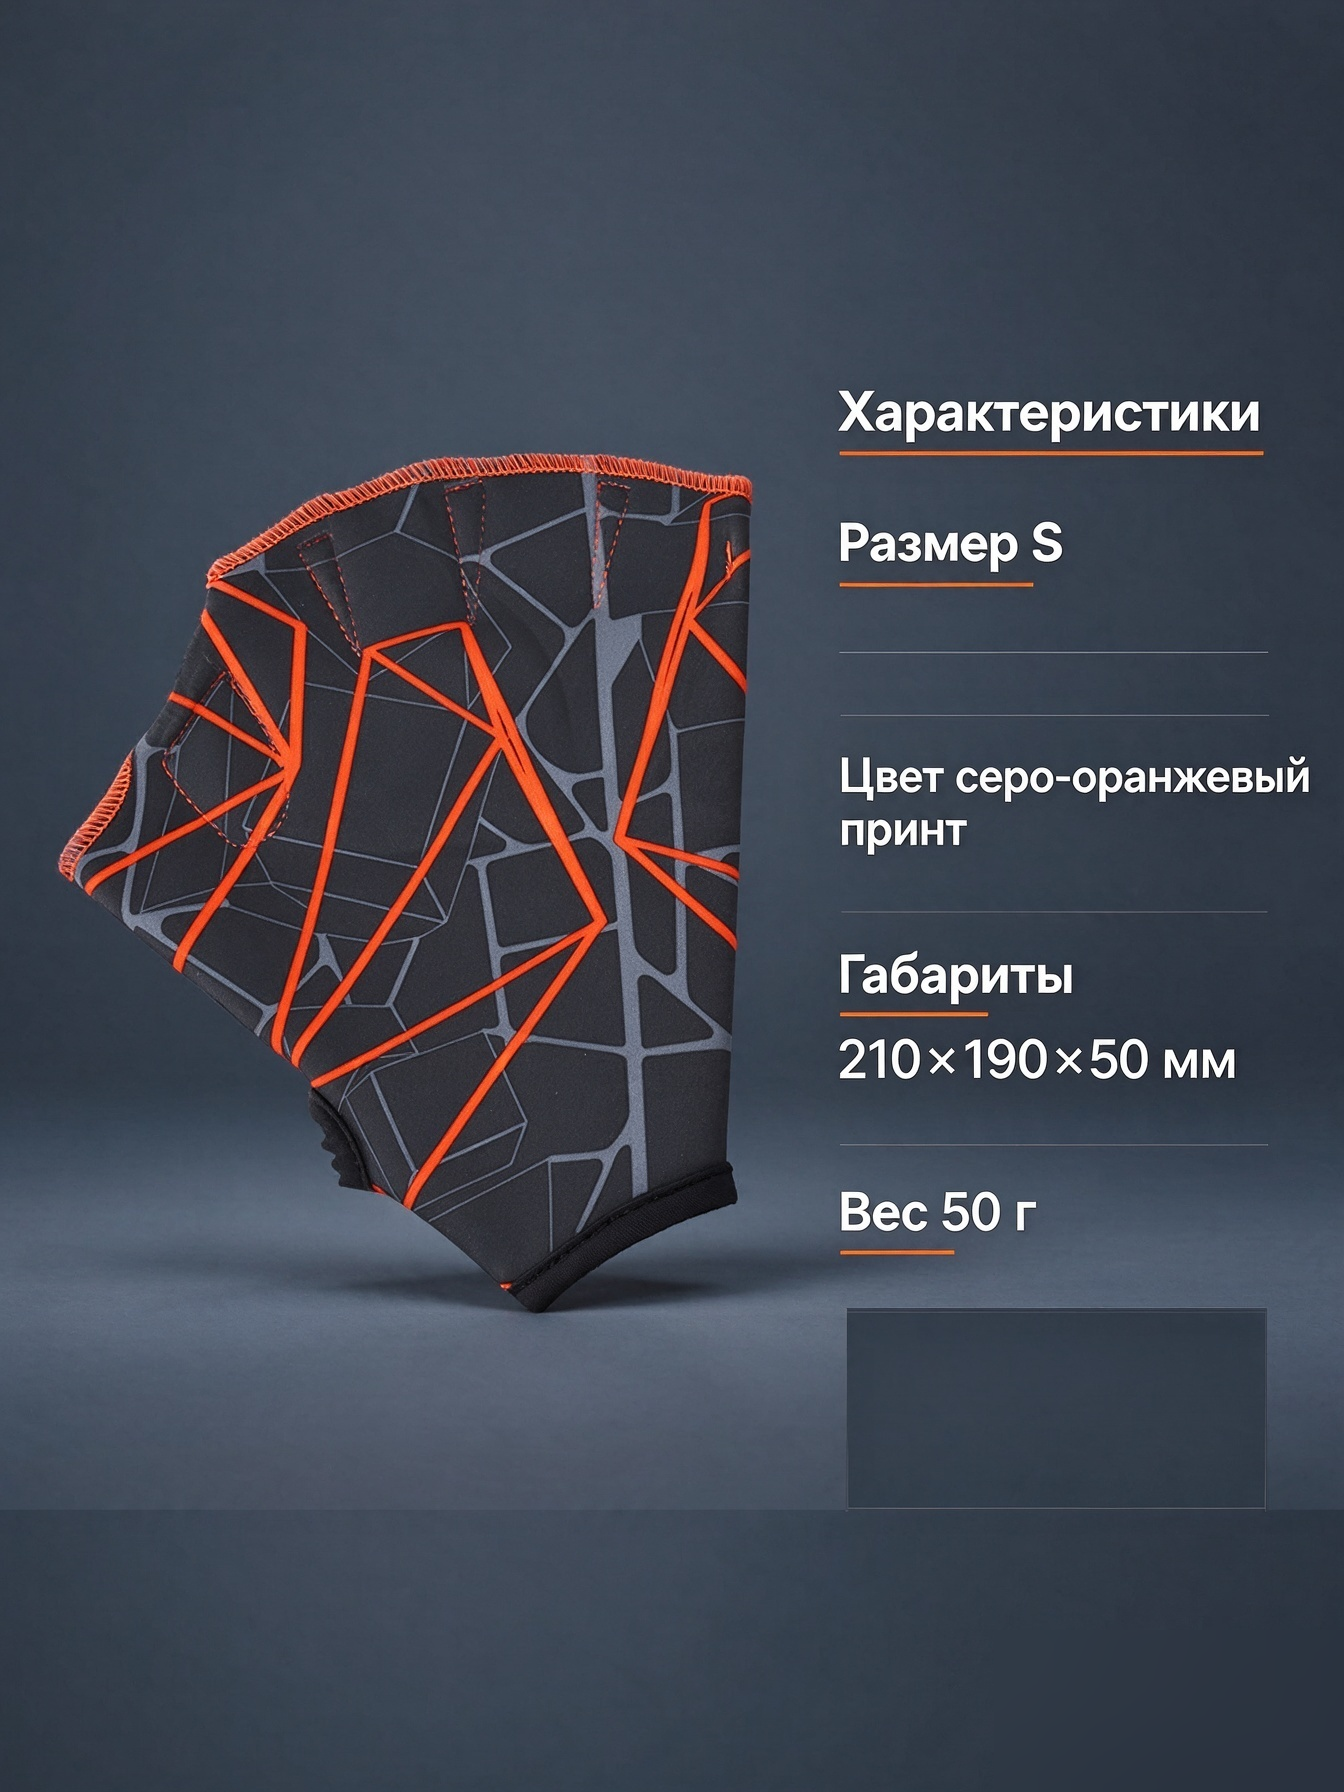 Характеристики
Размер S
Цвет серо-оранжевый
принт
Габариты
210×190×50 мм
Вес 50 г